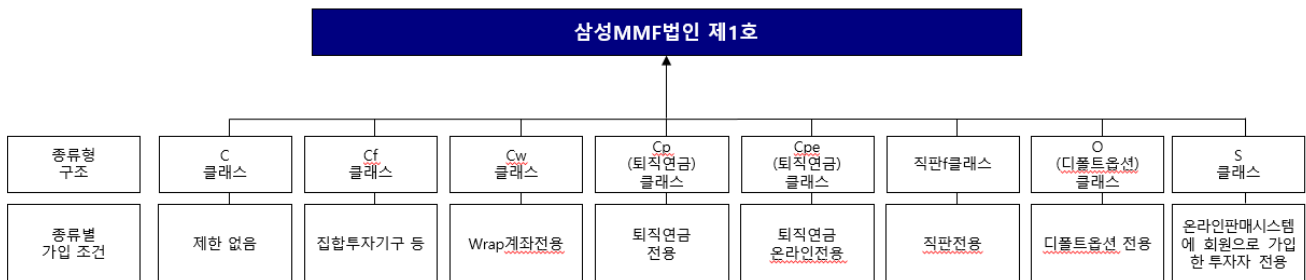 삼성MMF법인 제1호
종류형
구조
C
클래스
Cf
클래스
Cw
클래스
Cp
(퇴직연금)
클래스
Cpe
(퇴직연금)
클래스
직판f클래스
O
(디폴트옵션)
클래스
S
클래스
종류별
가입 조건
제한 없음
집합투자기구 등
Wrap계좌전용
퇴직연금
전용
퇴직연금
온라인전용
직판전용
디폴트옵션 전용
온라인판매시스템
에 회원으로 가입
한 투자자 전용